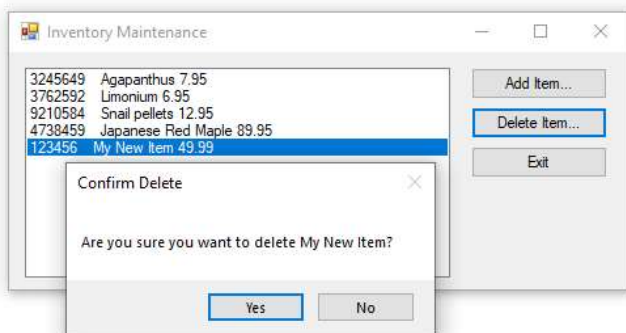 Inventory Maintenance
3245649 Agapanthus 7.95
3762592 Limonium 6.95
9210584 Snail pellets 12.95
4738459 Japanese Red Maple 89.95
123456 My New Item 49.99
Add Item...
Delete Item...
Exit
Confirm Delete
Are you sure you want to delete My New Item?
Yes
No